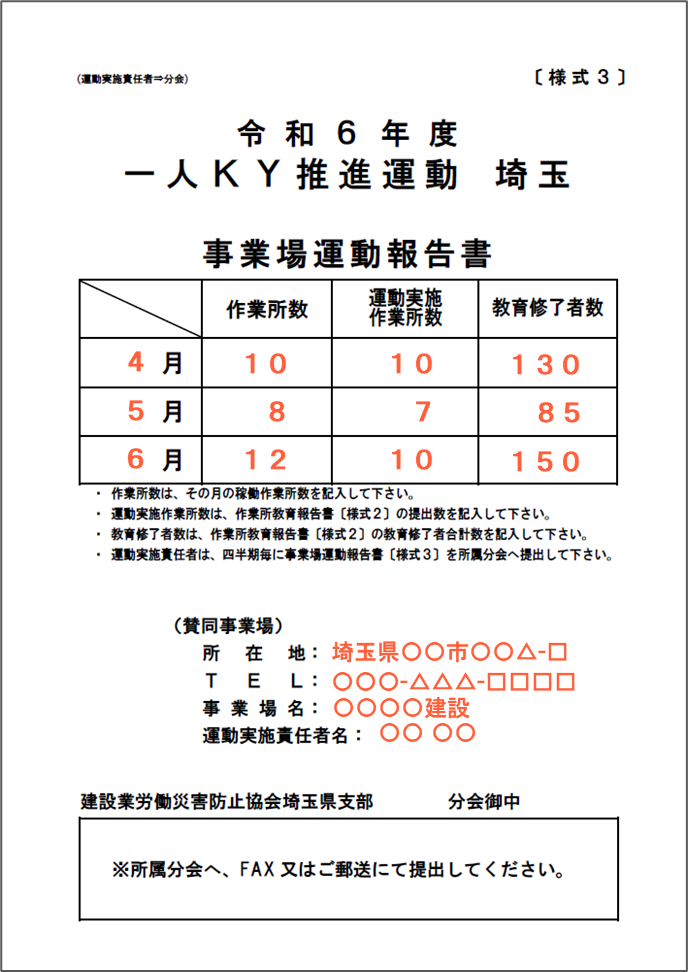 (運動実施責任者⇒分会)
〔様式3〕
令和6年度
一人KY推進運動 埼玉
事業場運動報告書
作業所数 運動実施作業所数 教育修了者数
4月 10 10 130
5月 8 7 85
6月 12 10 150
・ 作業所数は、その月の稼働作業所数を記入して下さい。
・ 運動実施作業所数は、作業所教育報告書〔様式2〕の提出数を記入して下さい。
・ 教育修了者数は、作業所教育報告書〔様式2〕の教育修了者合計数を記入して下さい。
・ 運動実施責任者は、四半期毎に事業場運動報告書〔様式3〕を所属分会へ提出して下さい。
(賛同事業場)
所在地: 埼玉県〇〇市〇〇△-□
TEL: 〇〇〇-△△△-□□□□
事業場名: 〇〇〇〇建設
運動実施責任者名: 〇〇 〇〇
建設業労働災害防止協会埼玉県支部 分会御中
※所属分会へ、FAX又はご郵送にて提出してください。